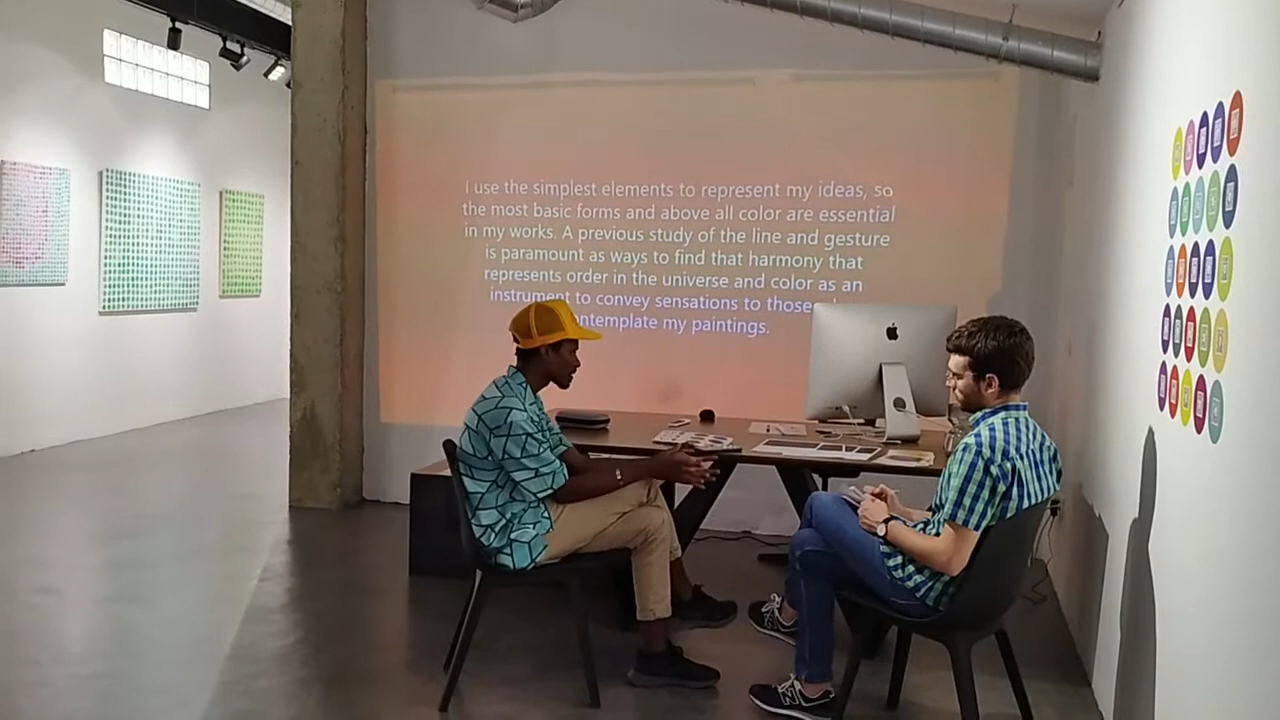 I use the simplest elements to represent my ideas, so
the most basic forms and above all color are essential
in my works. A previous study of the line and gesture
is paramount as ways to find that harmony that
represents order in the universe and color as an
instrument to convey sensations to those
contemplate my paintings.